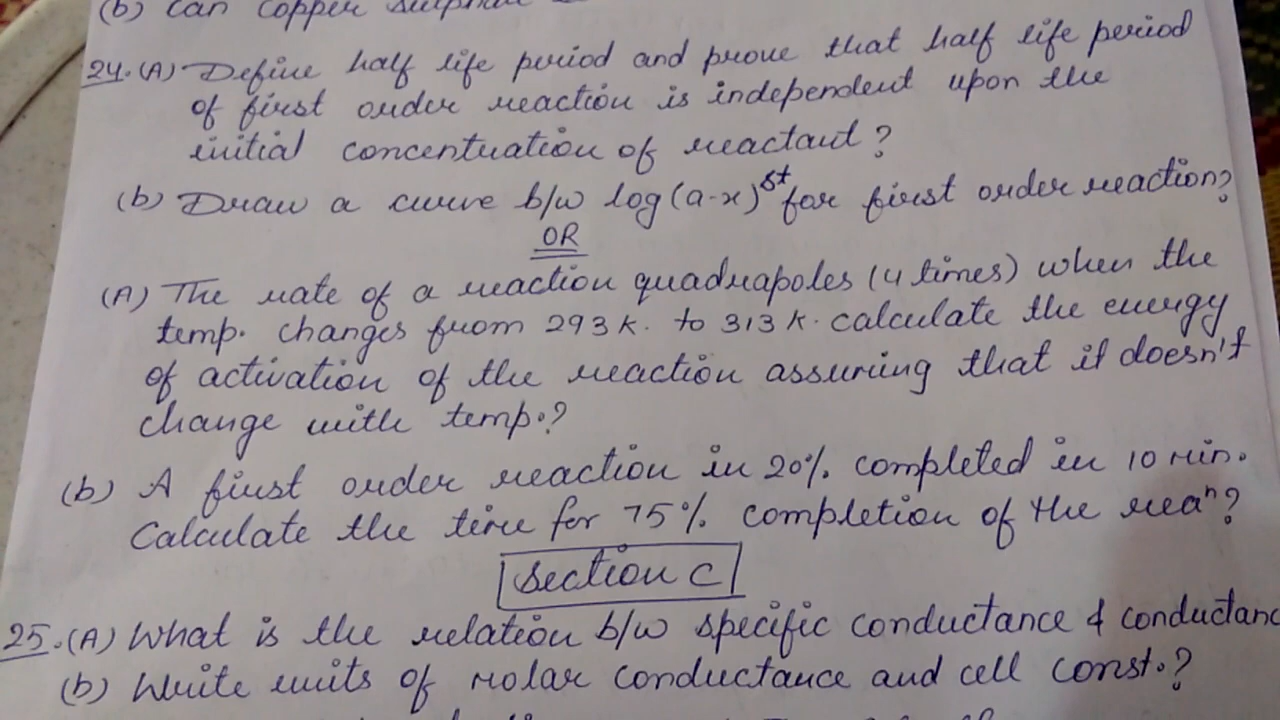 (b) Can Copper
24. (A) Define half life period and prove that half life period
of first order reaction is independent upon the
initial concentration of reactant?
(b) Draw a curve b/w log(a-x) & t for first order reaction?
OR
(A) The rate of a reaction quadrapoles (4 times) when the
temp. changes from 293 K. to 313 K. calculate the energy
of activation of the reaction assuming that it doesn't
change with temp.?
(b) A first order reaction in 20% completed in 10 min.
Calculate the time for 75% completion of the reaⁿ?
Section C
25. (A) What is the relation b/w specific conductance & conductanc
(b) Write units of molar conductance and cell const.?